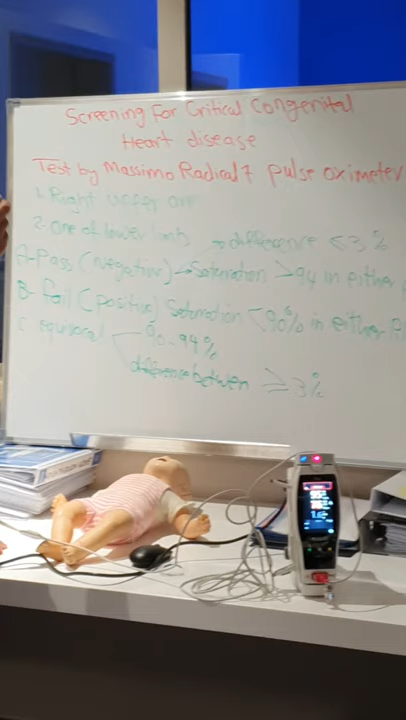 Screening For Critical Congenital
Heart disease
Test by Massimo Radical 7 pulse oximeter
1. Right upper arm
2. one of lower limb → difference < 3%
A-Pass (negative) → Saturation > 94 in either
B- fail (positive) Saturation < 90% in either
C equivocal < 90-94%
difference between ≥ 3%
95